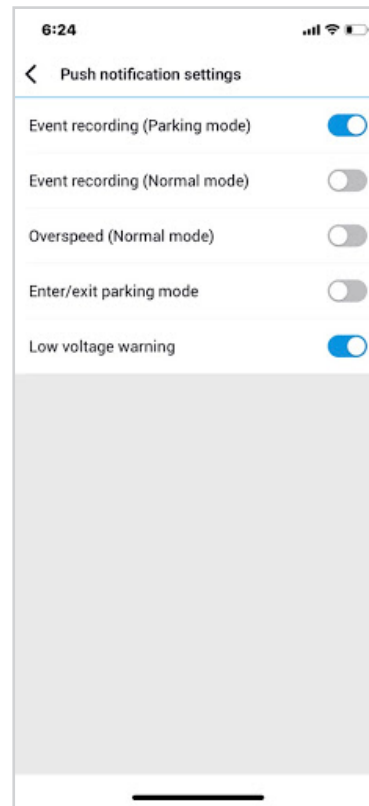 6:24
Push notification settings
Event recording (Parking mode)
Event recording (Normal mode)
Overspeed (Normal mode)
Enter/exit parking mode
Low voltage warning